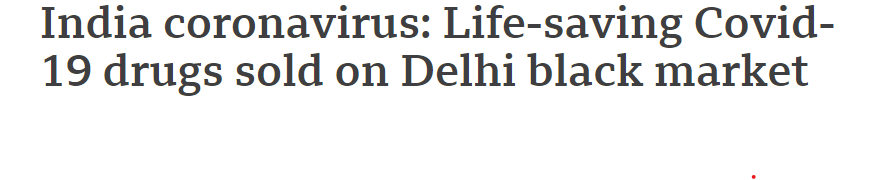 India coronavirus: Life-saving Covid-
19 drugs sold on Delhi black market